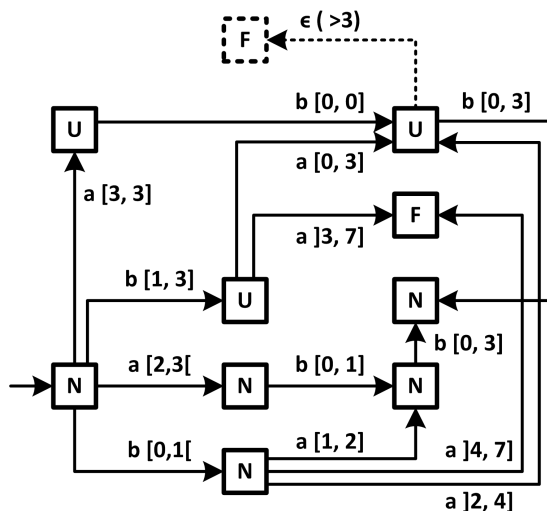 F
ϵ ( >3)
U
b [0, 0]
U
b [0, 3]
a [0, 3]
a [3, 3]
a ]3, 7]
F
b [1, 3]
U
N
b [0, 3]
N
a [2,3[
N
b [0, 1]
N
b [0,1[
N
a [1, 2]
a ]4, 7]
a ]2, 4]